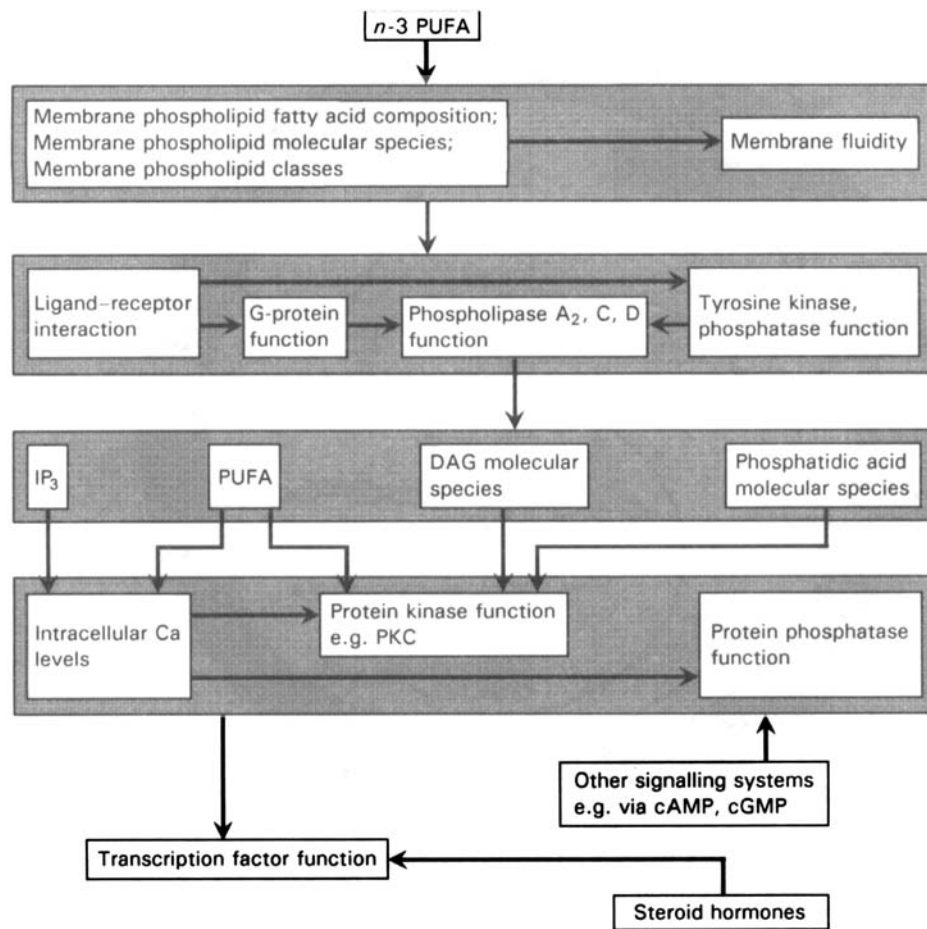 n-3 PUFA
Membrane phospholipid fatty acid composition;
Membrane phospholipid molecular species;
Membrane phospholipid classes
Membrane fluidity
Ligand–receptor
interaction
G-protein
function
Phospholipase A₂, C, D
function
Tyrosine kinase,
phosphatase function
IP₃
PUFA
DAG molecular
species
Phosphatidic acid
molecular species
Intracellular Ca
levels
Protein kinase function
e.g. PKC
Protein phosphatase
function
Other signalling systems
e.g. via cAMP, cGMP
Transcription factor function
Steroid hormones